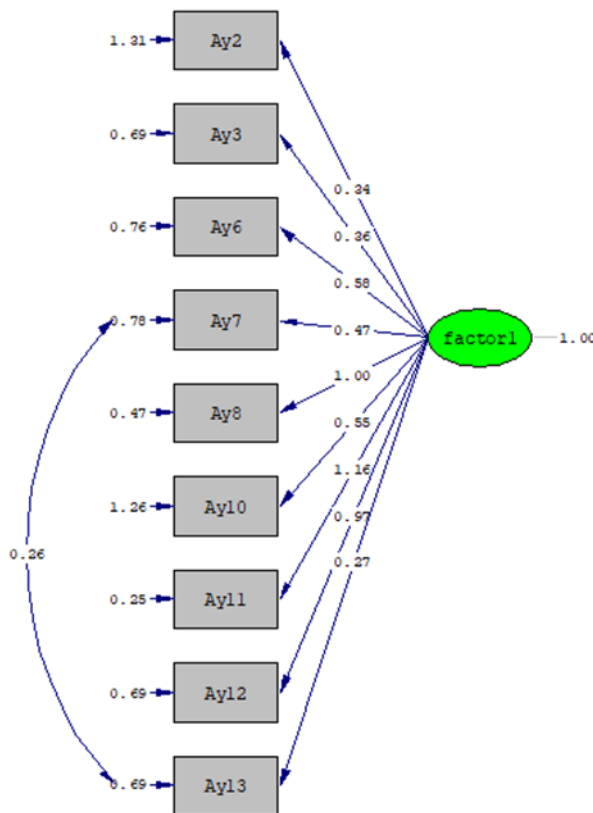 1.31 Ay2
0.34
0.69 Ay3
0.36
0.76 Ay6
0.58
0.78 Ay7
0.47
factor1 1.00
1.00
0.47 Ay8
0.55
1.26 Ay10
1.16
0.97
0.26
0.27
0.25 Ay11
0.69 Ay12
0.69 Ay13